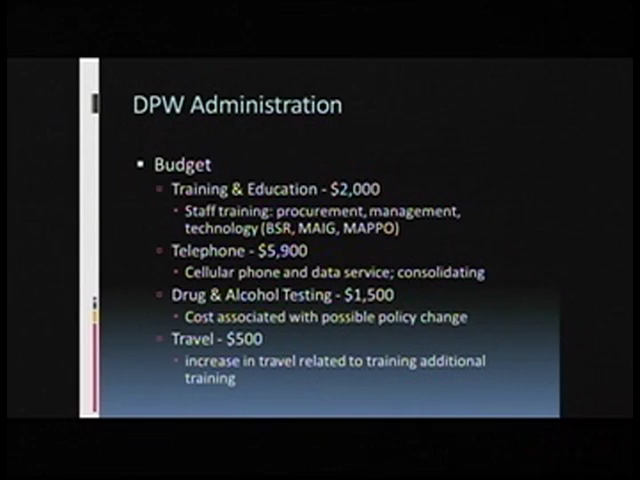 DPW Administration
Budget
Training & Education - $2,000
Staff training: procurement, management,
technology (BSR, MAIG, MAPPO)
Telephone - $5,900
Cellular phone and data service; consolidating
Drug & Alcohol Testing - $1,500
Cost associated with possible policy change
Travel - $500
increase in travel related to training additional
training